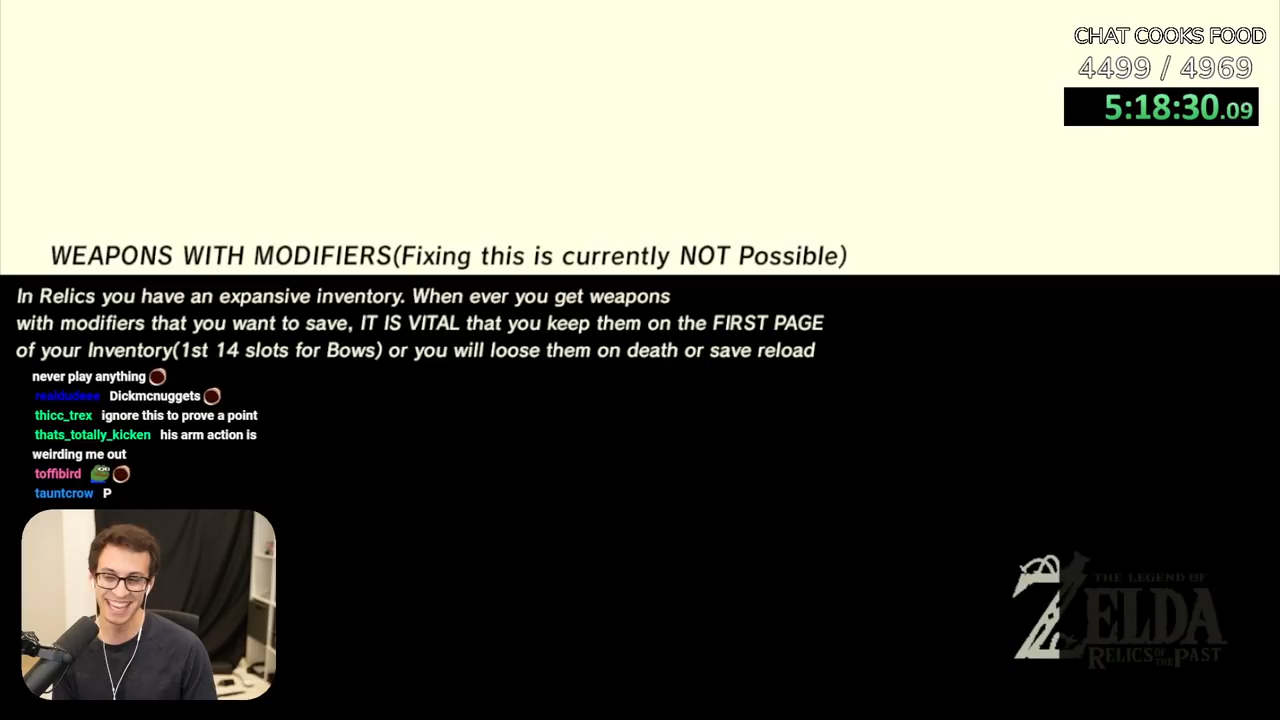 CHAT COOKS FOOD
4499 / 4969
5:18:30.09
WEAPONS WITH MODIFIERS(Fixing this is currently NOT Possible)
In Relics you have an expansive inventory. When ever you get weapons
with modifiers that you want to save, IT IS VITAL that you keep them on the FIRST PAGE
of your Inventory(1st 14 slots for Bows) or you will loose them on death or save reload
never play anything
realdudeee Dickmcnuggets
thicc_trex ignore this to prove a point
thats_totally_kicken his arm action is
weirding me out
toffibird
tauntcrow P
THE LEGEND OF
ZELDA
RELICS OF THE PAST